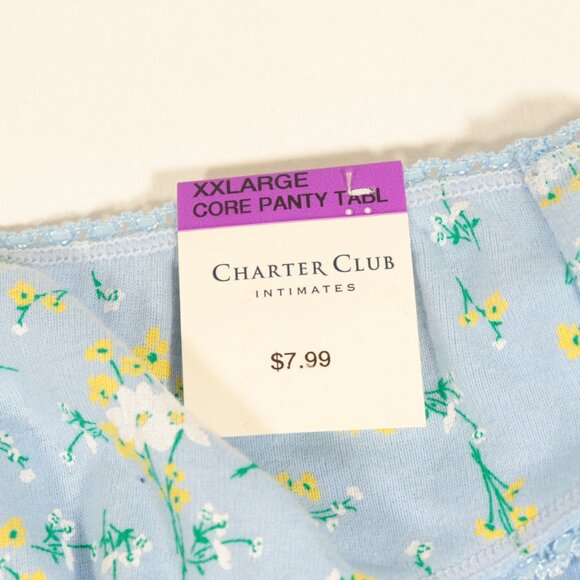 XXLARGE
CORE PANTY TABL
CHARTER CLUB
INTIMATES
$7.99